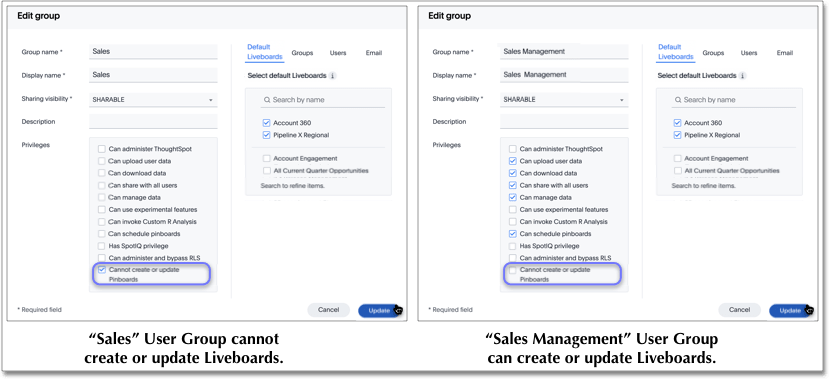 Edit group
Group name *
Sales
Display name *
Sales
Sharing visibility *
SHARABLE
Description
Privileges
Can administer ThoughtSpot
Can upload user data
Can download data
Can share with all users
Can manage data
Can use experimental features
Can invoke Custom R Analysis
Can schedule pinboards
Has SpotIQ privilege
Can administer and bypass RLS
Cannot create or update
Pinboards
Default
Liveboards
Groups
Users
Email
Select default Liveboards i
Search by name
Account 360
Pipeline X Regional
Account Engagement
All Current Quarter Opportunities
Search to refine items.
* Required field
Cancel
Update
“Sales” User Group cannot
create or update Liveboards.
Edit group
Group name *
Sales Management
Display name *
Sales Management
Sharing visibility *
SHARABLE
Description
Privileges
Can administer ThoughtSpot
Can upload user data
Can download data
Can share with all users
Can manage data
Can use experimental features
Can invoke Custom R Analysis
Can schedule pinboards
Has SpotIQ privilege
Can administer and bypass RLS
Cannot create or update
Pinboards
Default
Liveboards
Groups
Users
Email
Select default Liveboards i
Search by name
Account 360
Pipeline X Regional
Account Engagement
All Current Quarter Opportunities
Search to refine items.
* Required field
Cancel
Update
“Sales Management” User Group
can create or update Liveboards.